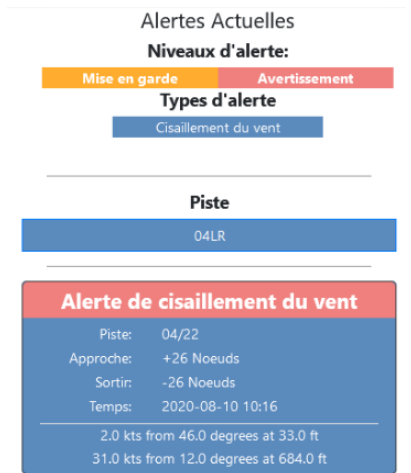 Alertes Actuelles
Niveaux d'alerte:
Mise en garde Avertissement
Types d'alerte
Cisaillement du vent
Piste
04LR
Alerte de cisaillement du vent
Piste: 04/22
Approche: +26 Noeuds
Sortir: -26 Noeuds
Temps: 2020-08-10 10:16
2.0 kts from 46.0 degrees at 33.0 ft
31.0 kts from 12.0 degrees at 684.0 ft